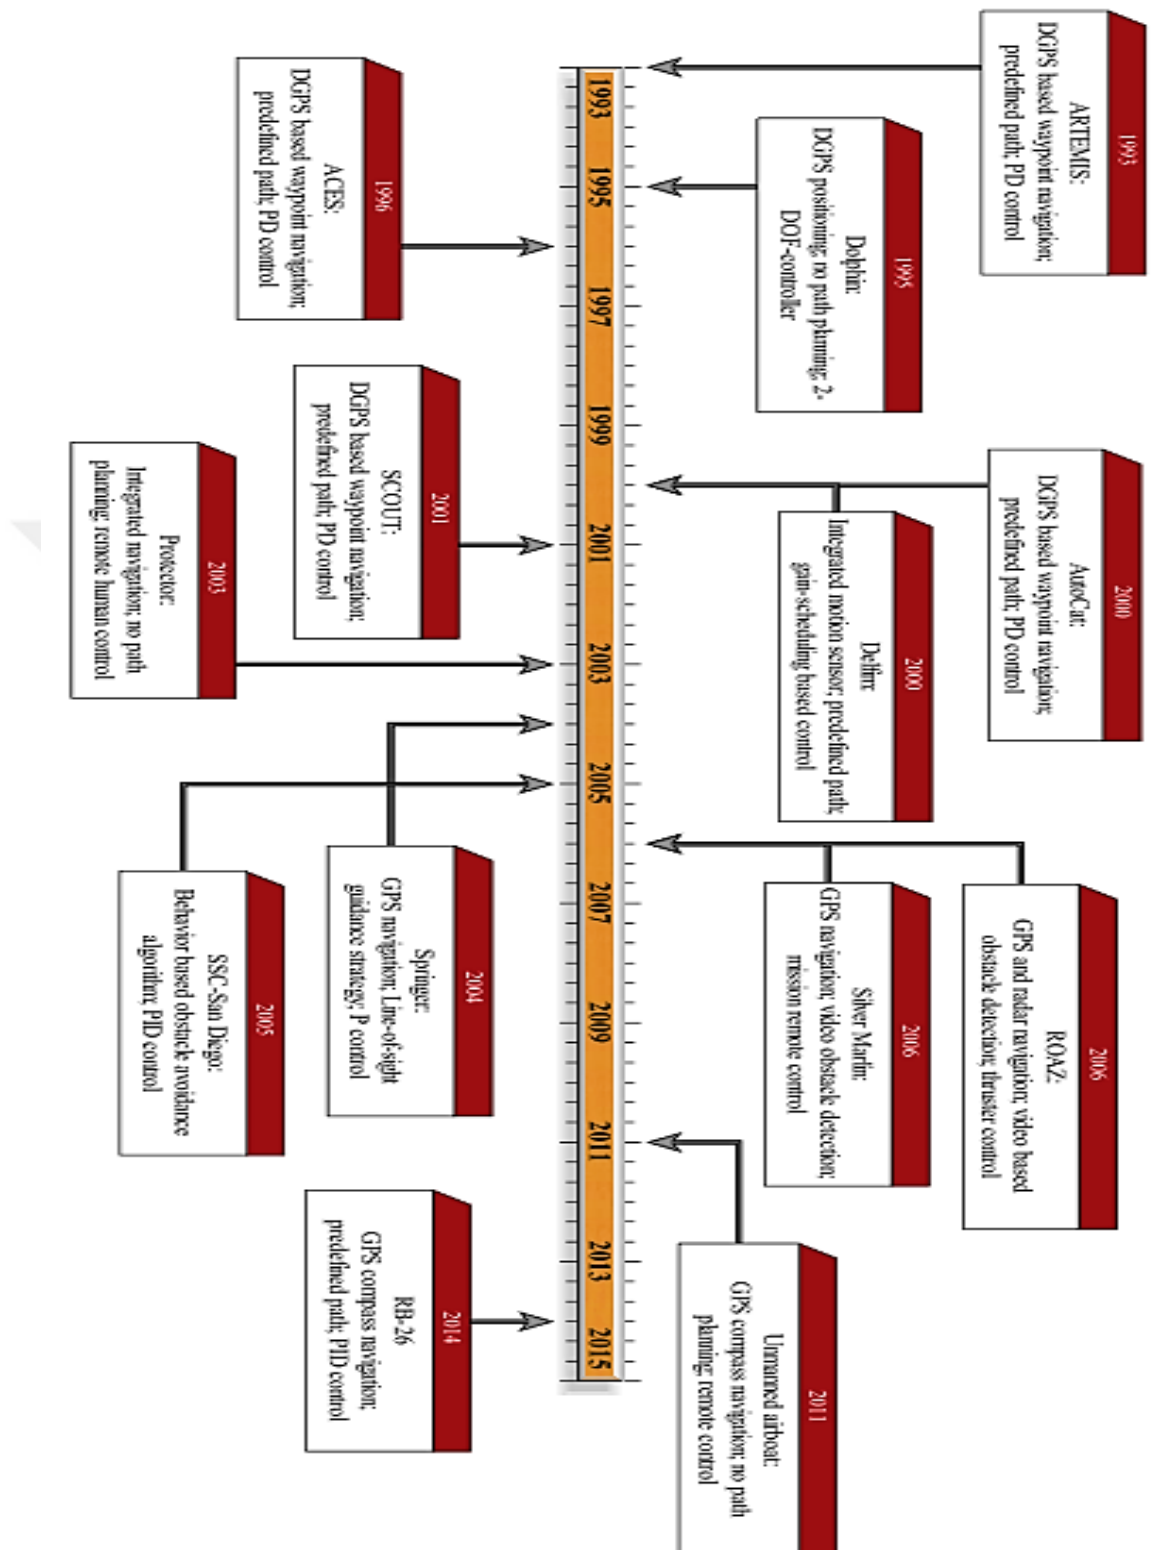 1993
ARTEMIS:
DGPS based waypoint navigation;
predefined path; PD control
1995
Dolphin:
DGPS positioning; no path planning; 2-
DOF-controller
2000
AutoCat:
DGPS based waypoint navigation;
predefined path; PD control
2000
Delfim:
Integrated motion sensor; predefined path;
gain-scheduling based control
2006
ROAZ:
GPS and radar navigation; video based
obstacle detection; thruster control
2006
Silver Marlin:
GPS navigation; video obstacle detection;
mission remote control
2011
Unmanned airboat:
GPS compass navigation; no path
planning; remote control
1993
1995
1997
1999
2001
2003
2005
2007
2009
2011
2013
2015
1996
ACES:
DGPS based waypoint navigation;
predefined path; PD control
2001
SCOUT:
DGPS based waypoint navigation;
predefined path; PD control
2003
Protector:
Integrated navigation; no path
planning; remote human control
2004
Springer:
GPS navigation; Line-of-sight
guidance strategy; P control
2005
SSC-San Diego:
Behavior based obstacle avoidance
algorithm; PID control
2014
RB-26
GPS compass navigation;
predefined path; PID control